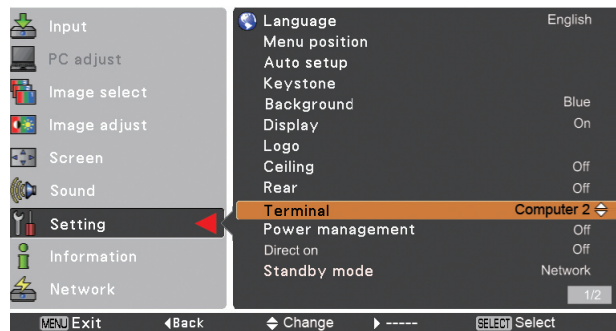 Input
PC adjust
Image select
Image adjust
Screen
Sound
Setting
Information
Network
Language English
Menu position
Auto setup
Keystone
Background Blue
Display On
Logo
Ceiling Off
Rear Off
Terminal Computer 2
Power management Off
Direct on Off
Standby mode Network
1/2
MENU Exit Back Change ----- SELECT Select